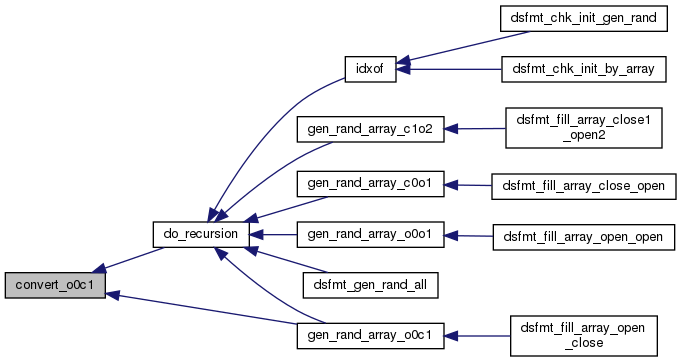 dsfmt_chk_init_gen_rand
idxof
dsfmt_chk_init_by_array
dsfmt_fill_array_close1
_open2
gen_rand_array_c1o2
gen_rand_array_c0o1
dsfmt_fill_array_close_open
do_recursion
gen_rand_array_o0o1
dsfmt_fill_array_open_open
convert_o0c1
dsfmt_gen_rand_all
gen_rand_array_o0c1
dsfmt_fill_array_open
_close